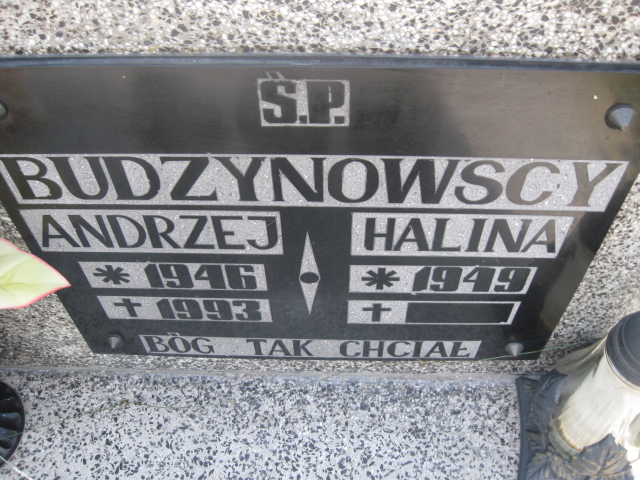 Ś.P.
BUDZYNOWSCY
ANDRZEJ HALINA
* 1946 * 1949
† 1993 †
BÓG TAK CHCIAŁ